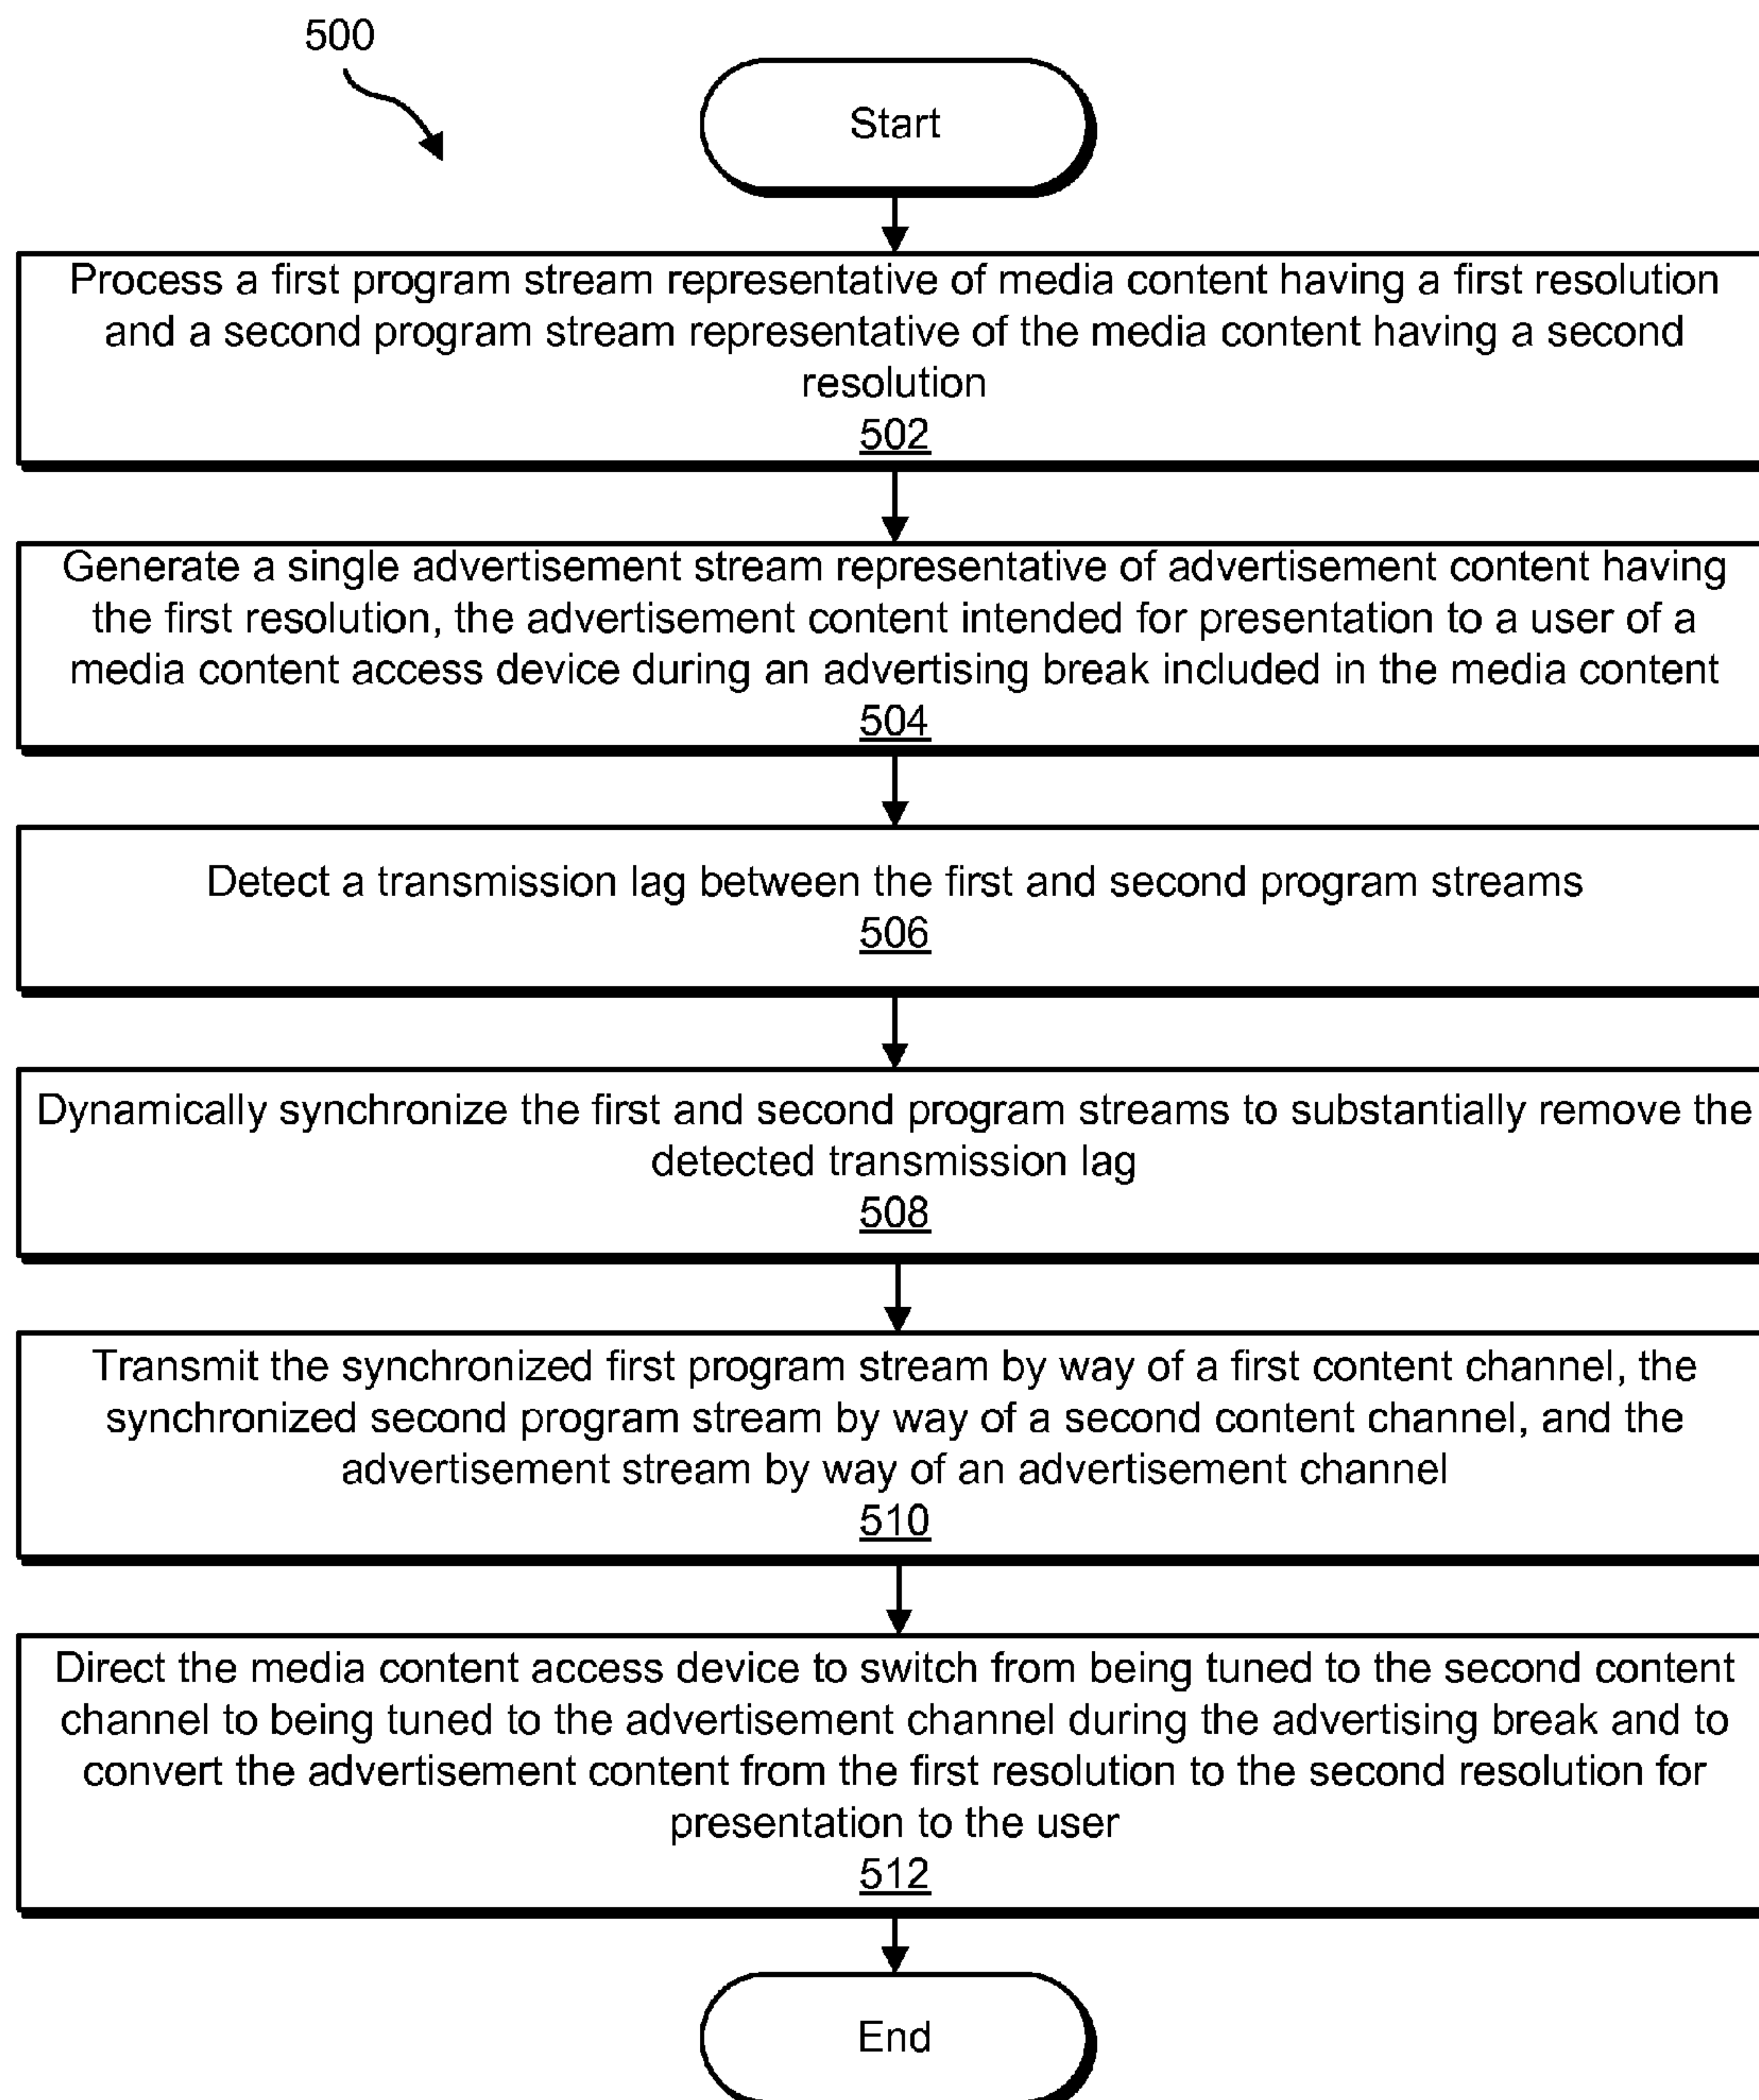 500
Start
Process a first program stream representative of media content having a first resolution
and a second program stream representative of the media content having a second
resolution
502
Generate a single advertisement stream representative of advertisement content having
the first resolution, the advertisement content intended for presentation to a user of a
media content access device during an advertising break included in the media content
504
Detect a transmission lag between the first and second program streams
506
Dynamically synchronize the first and second program streams to substantially remove the
detected transmission lag
508
Transmit the synchronized first program stream by way of a first content channel, the
synchronized second program stream by way of a second content channel, and the
advertisement stream by way of an advertisement channel
510
Direct the media content access device to switch from being tuned to the second content
channel to being tuned to the advertisement channel during the advertising break and to
convert the advertisement content from the first resolution to the second resolution for
presentation to the user
512
End